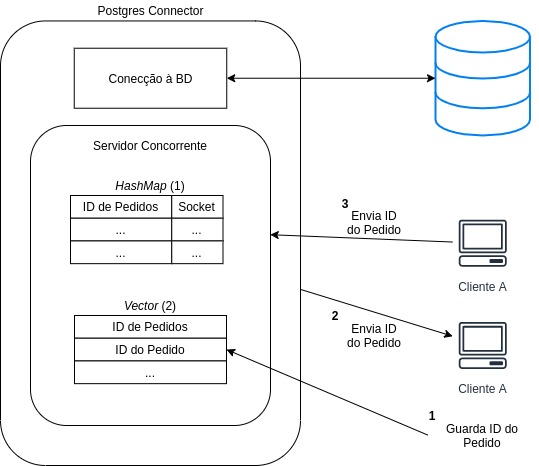 Postgres Connector
Conecção à BD
Servidor Concorrente
HashMap (1)
ID de Pedidos Socket
... ...
... ...
Vector (2)
ID de Pedidos
ID do Pedido
...
3
Envia ID
do Pedido
Cliente A
2
Envia ID
do Pedido
Cliente A
1
Guarda ID do
Pedido